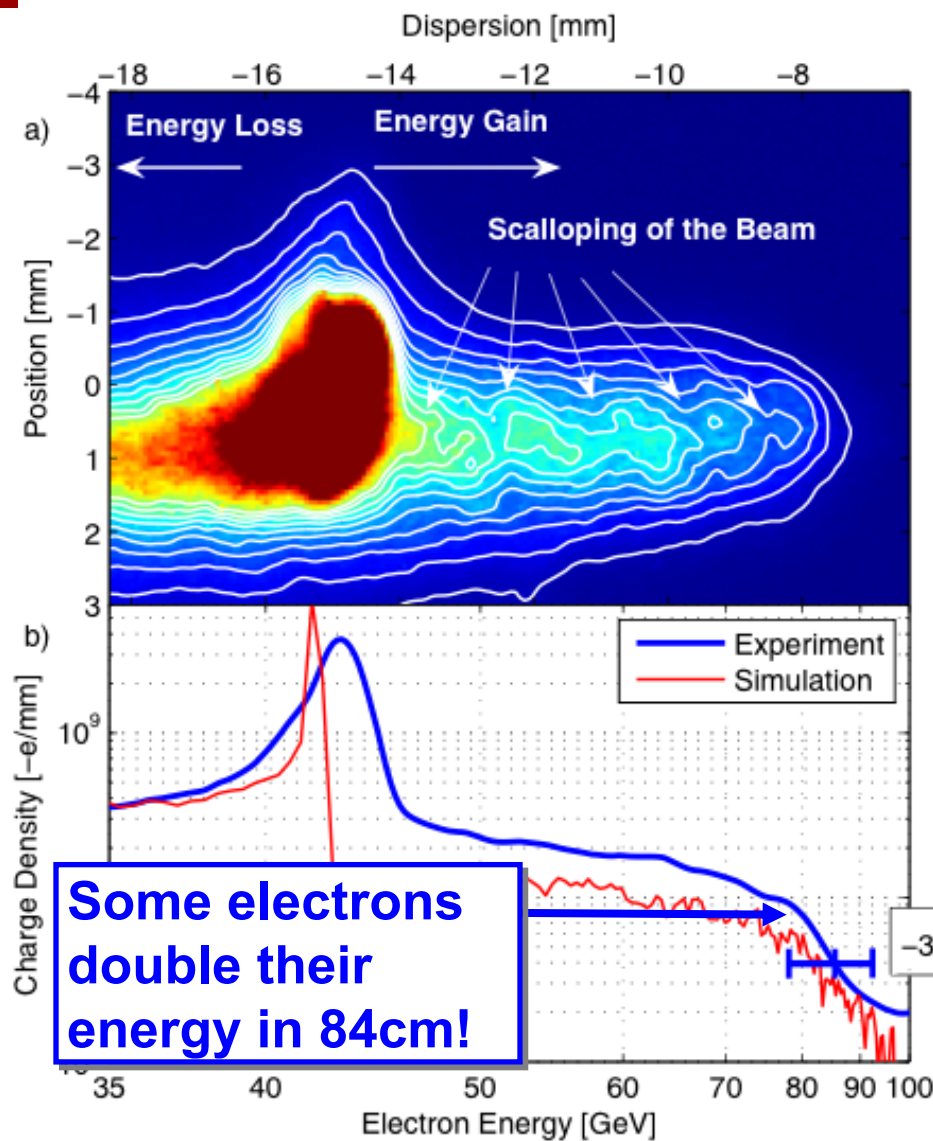 Dispersion [mm]
−18 −16 −14 −12 −10 −8
a)
Energy Loss Energy Gain
Scalloping of the Beam
Position [mm]
−4
−3
−2
−1
0
1
2
3
b)
Experiment
Simulation
Charge Density [-e/mm]
10^9
Some electrons
double their
energy in 84cm!
−3
35 40 50 60 70 80 90 100
Electron Energy [GeV]